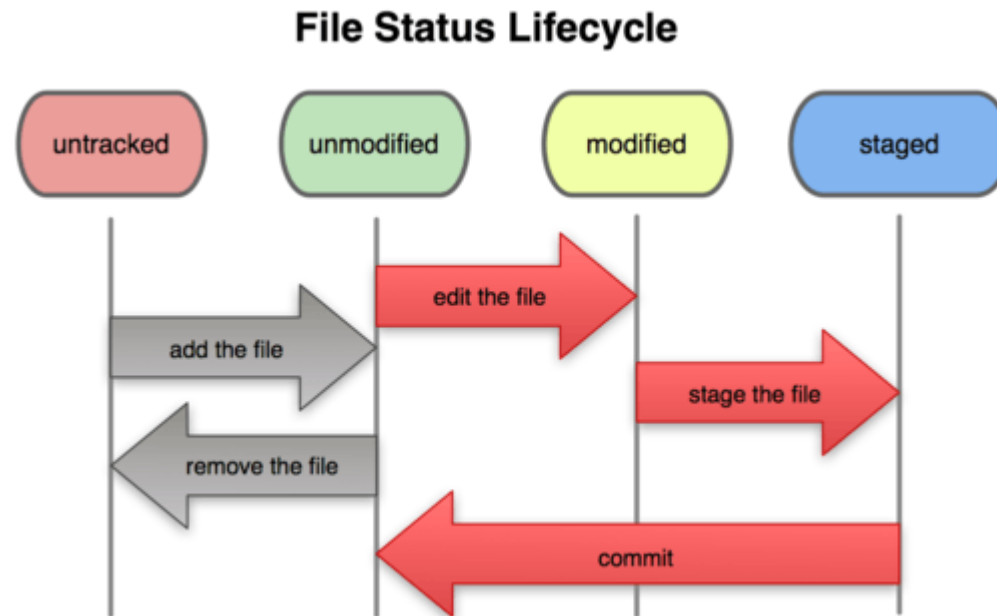 File Status Lifecycle
untracked
unmodified
modified
staged
edit the file
add the file
stage the file
remove the file
commit